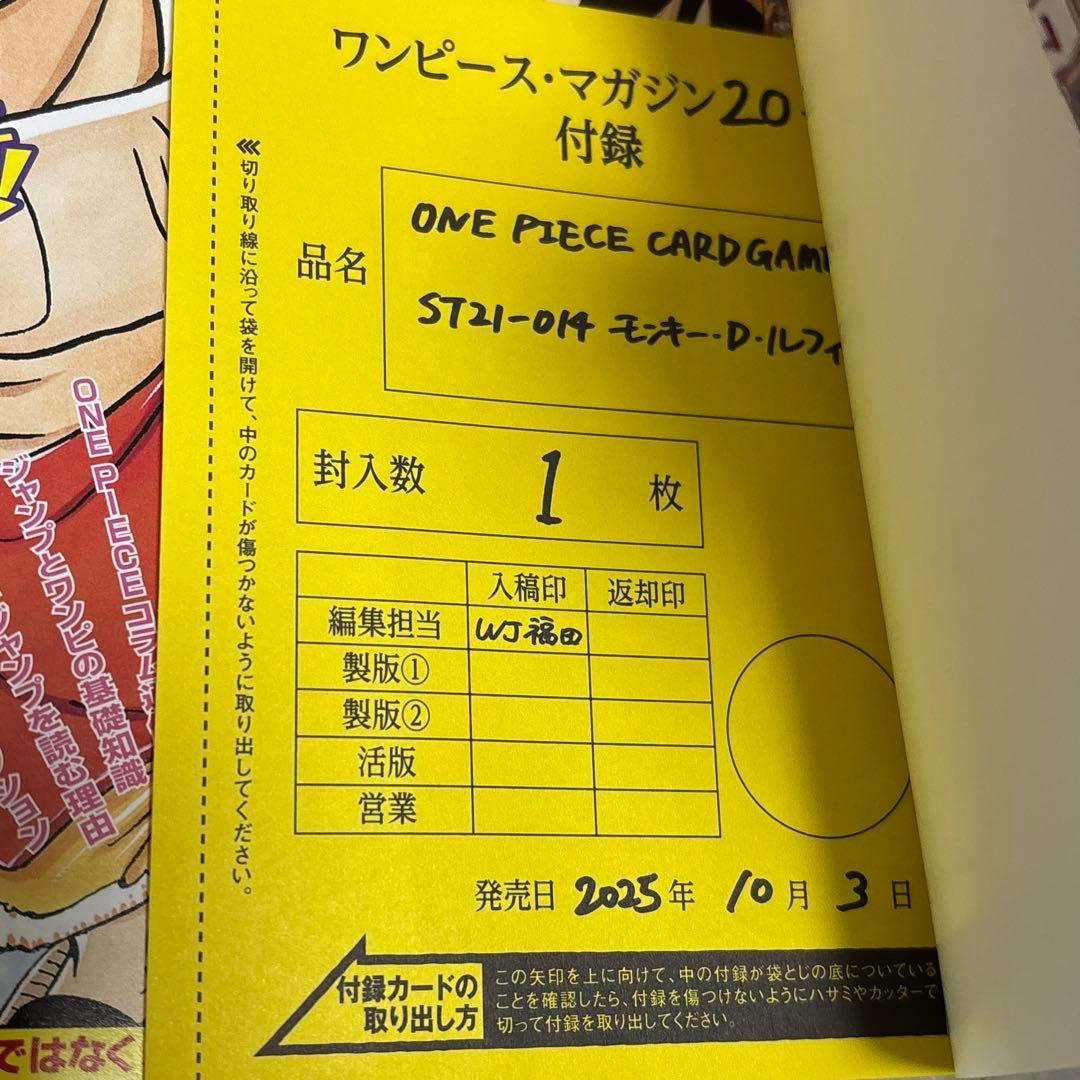 ワンピース・マガジン20
付録
≪切り取り線に沿って袋を開けて、中のカードが傷つかないように取り出してください。
品名
ONE PIECE CARD GAME
ST21-014 モンキー・D・ルフィ
封入数 1 枚
入稿印 返却印
編集担当 WJ福田
製版①
製版②
活版
営業
発売日 2025年 10月 3日
付録カードの
取り出し方
この矢印を上に向けて、中の付録が袋とじの底についている
ことを確認したら、付録を傷つけないようにハサミやカッターで
切って付録を取り出してください。
ONE PIECEコラム
ジャンプとワンピの基礎知識
ジャンプを読む理由
ション
ではなく